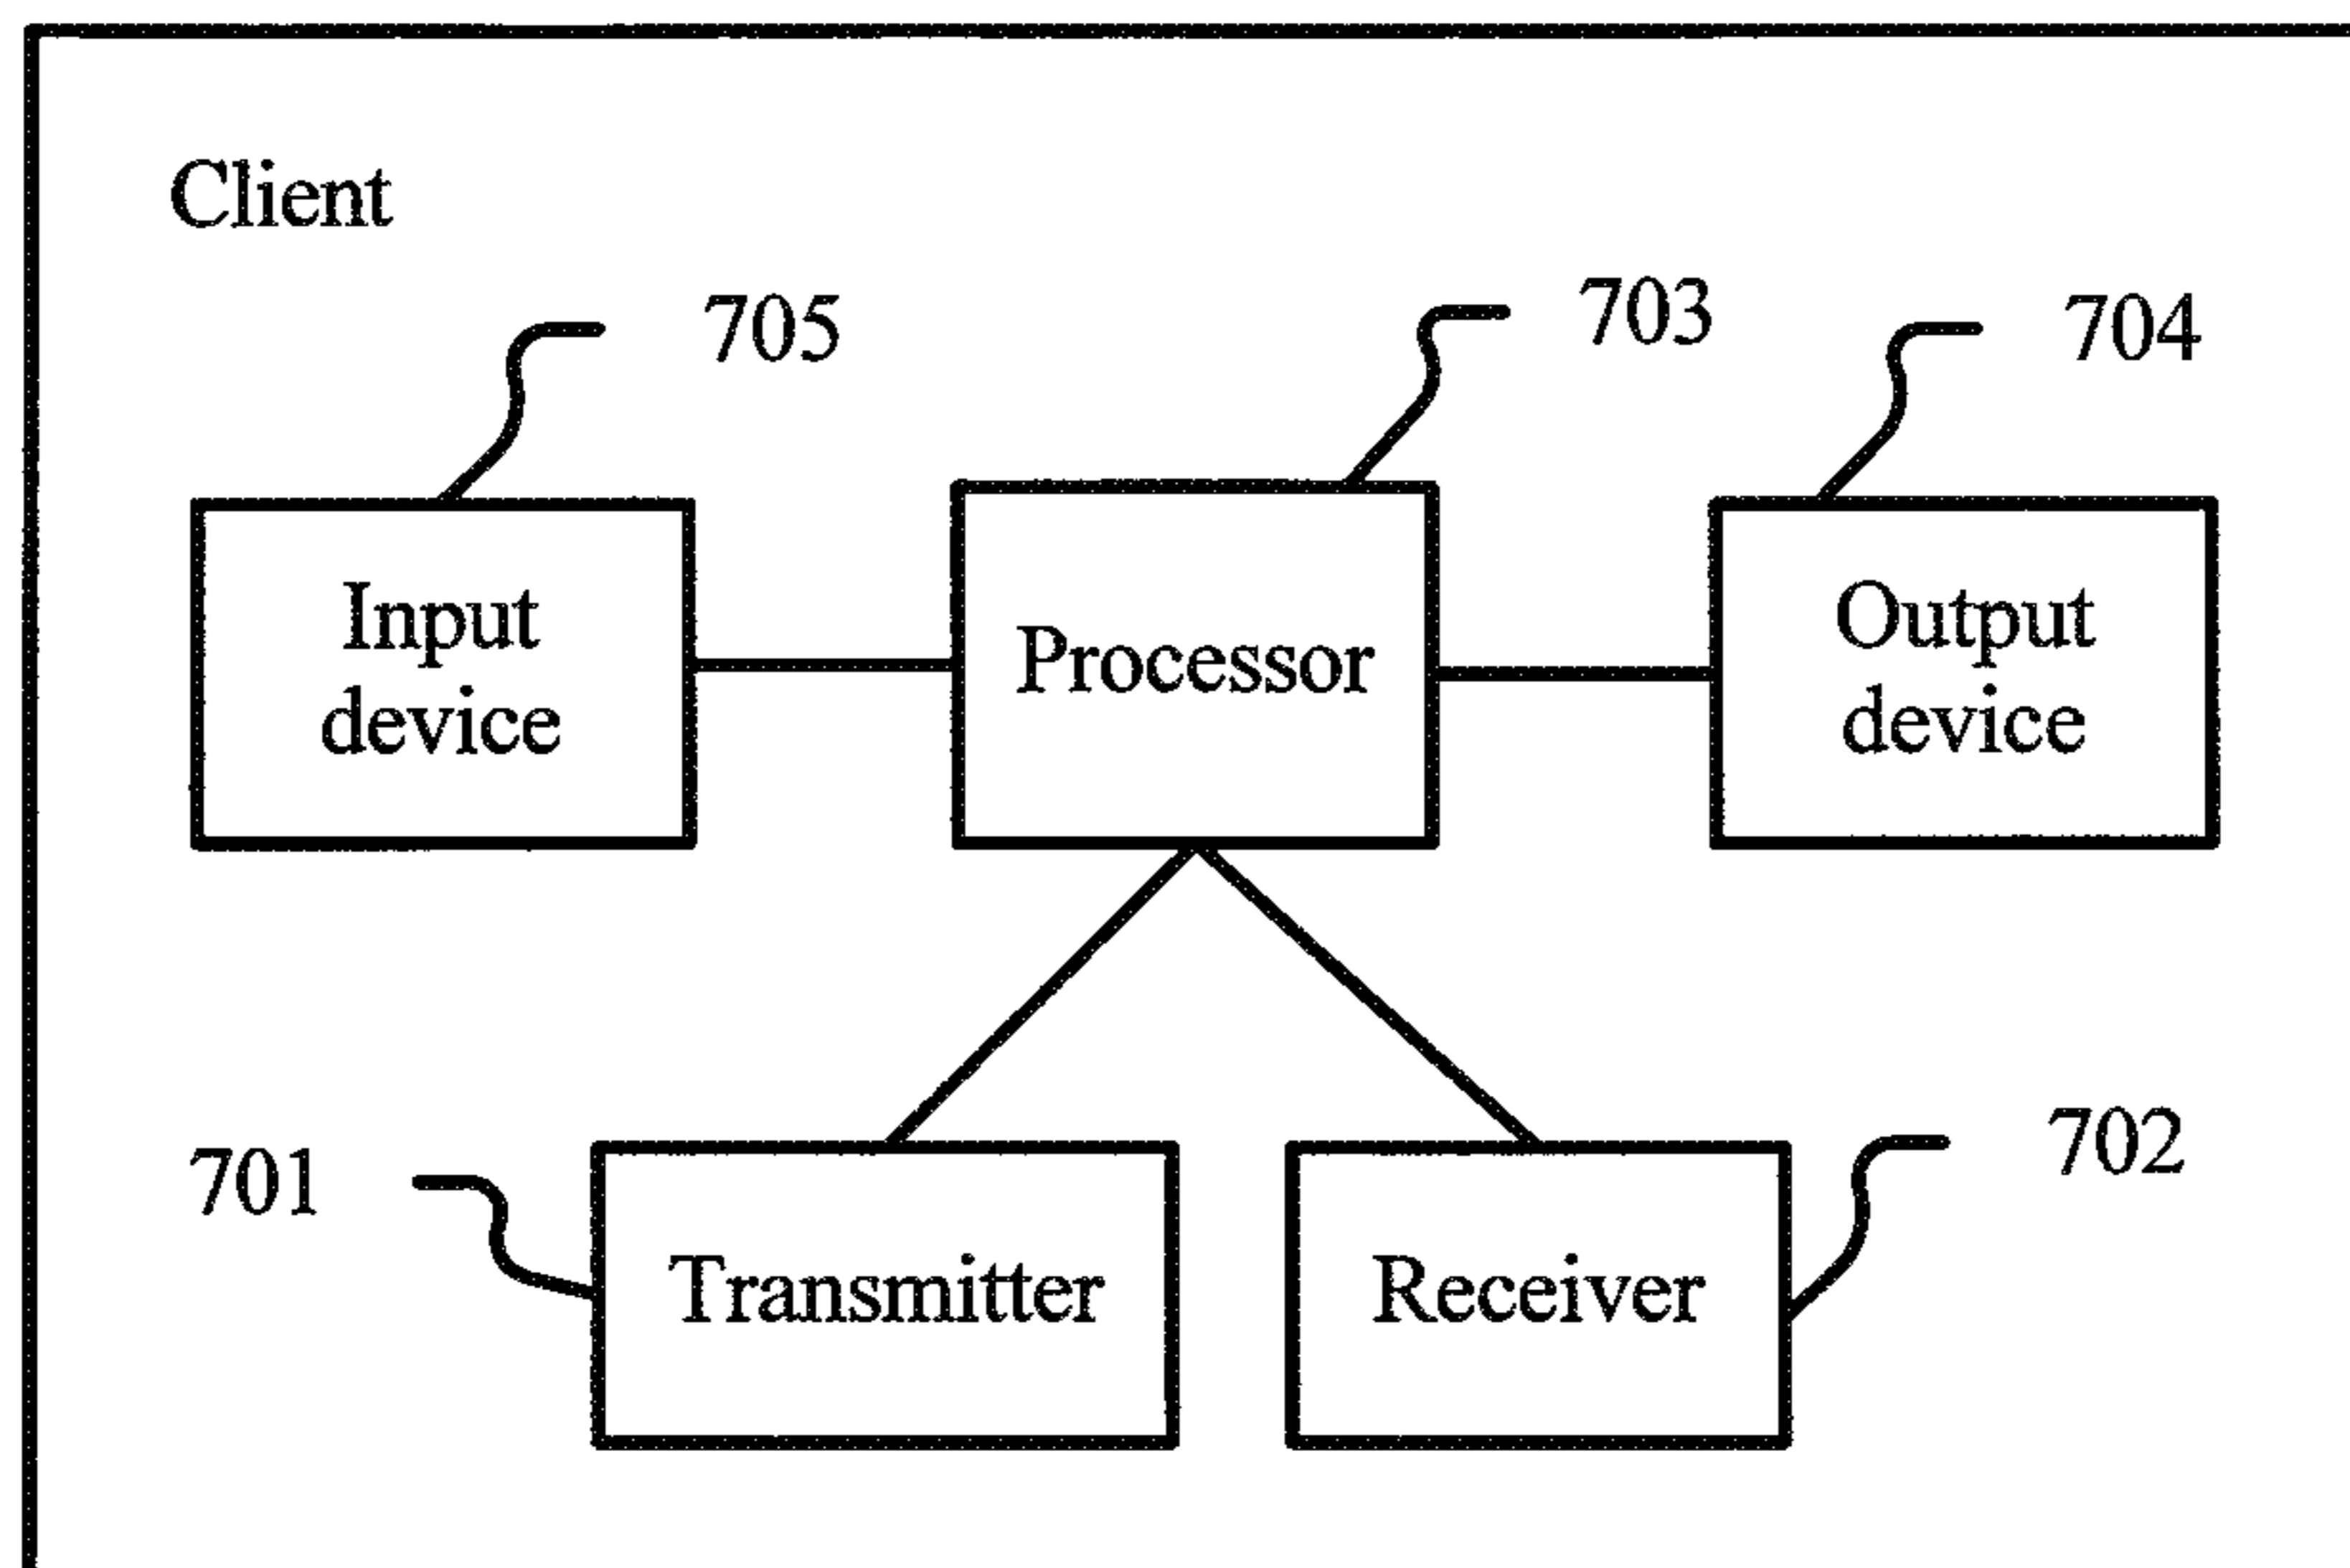 Client
705
703
704
Input
device
Processor
Output
device
701
702
Transmitter
Receiver